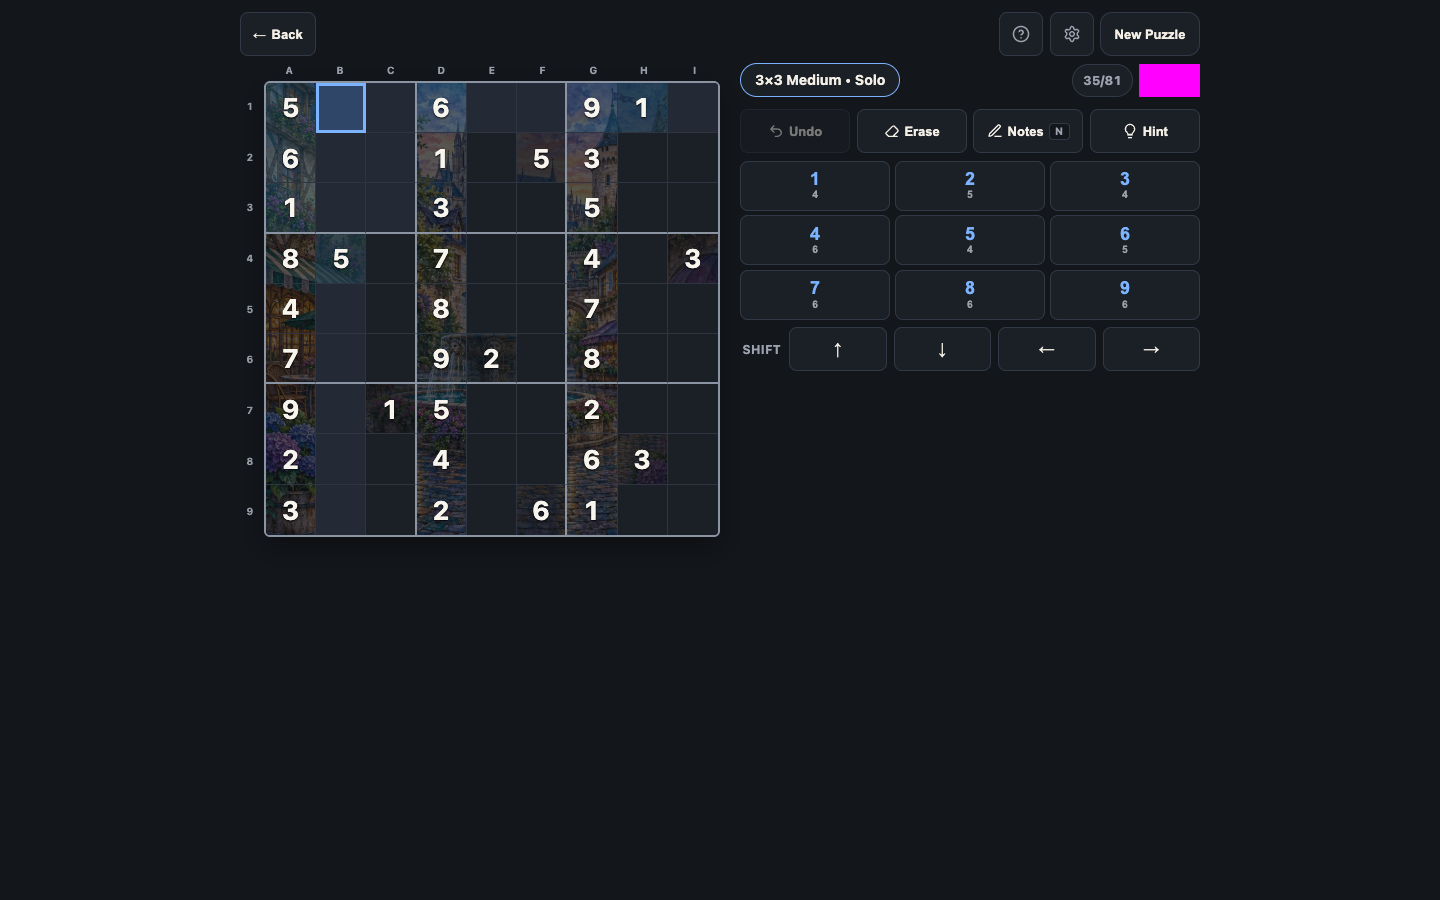 ← Back
New Puzzle
A B C D E F G H I
3×3 Medium • Solo
35/81
1 5 6 9 1
2 6 1 5 3
3 1 3 5
4 8 5 7 4 3
5 4 8 7
6 7 9 2 8
7 9 1 5 2
8 2 4 6 3
9 3 2 6 1
Undo Erase Notes N Hint
1 2 3
4 5 4
4 5 6
6 4 5
7 8 9
6 6 6
SHIFT ↑ ↓ ← →